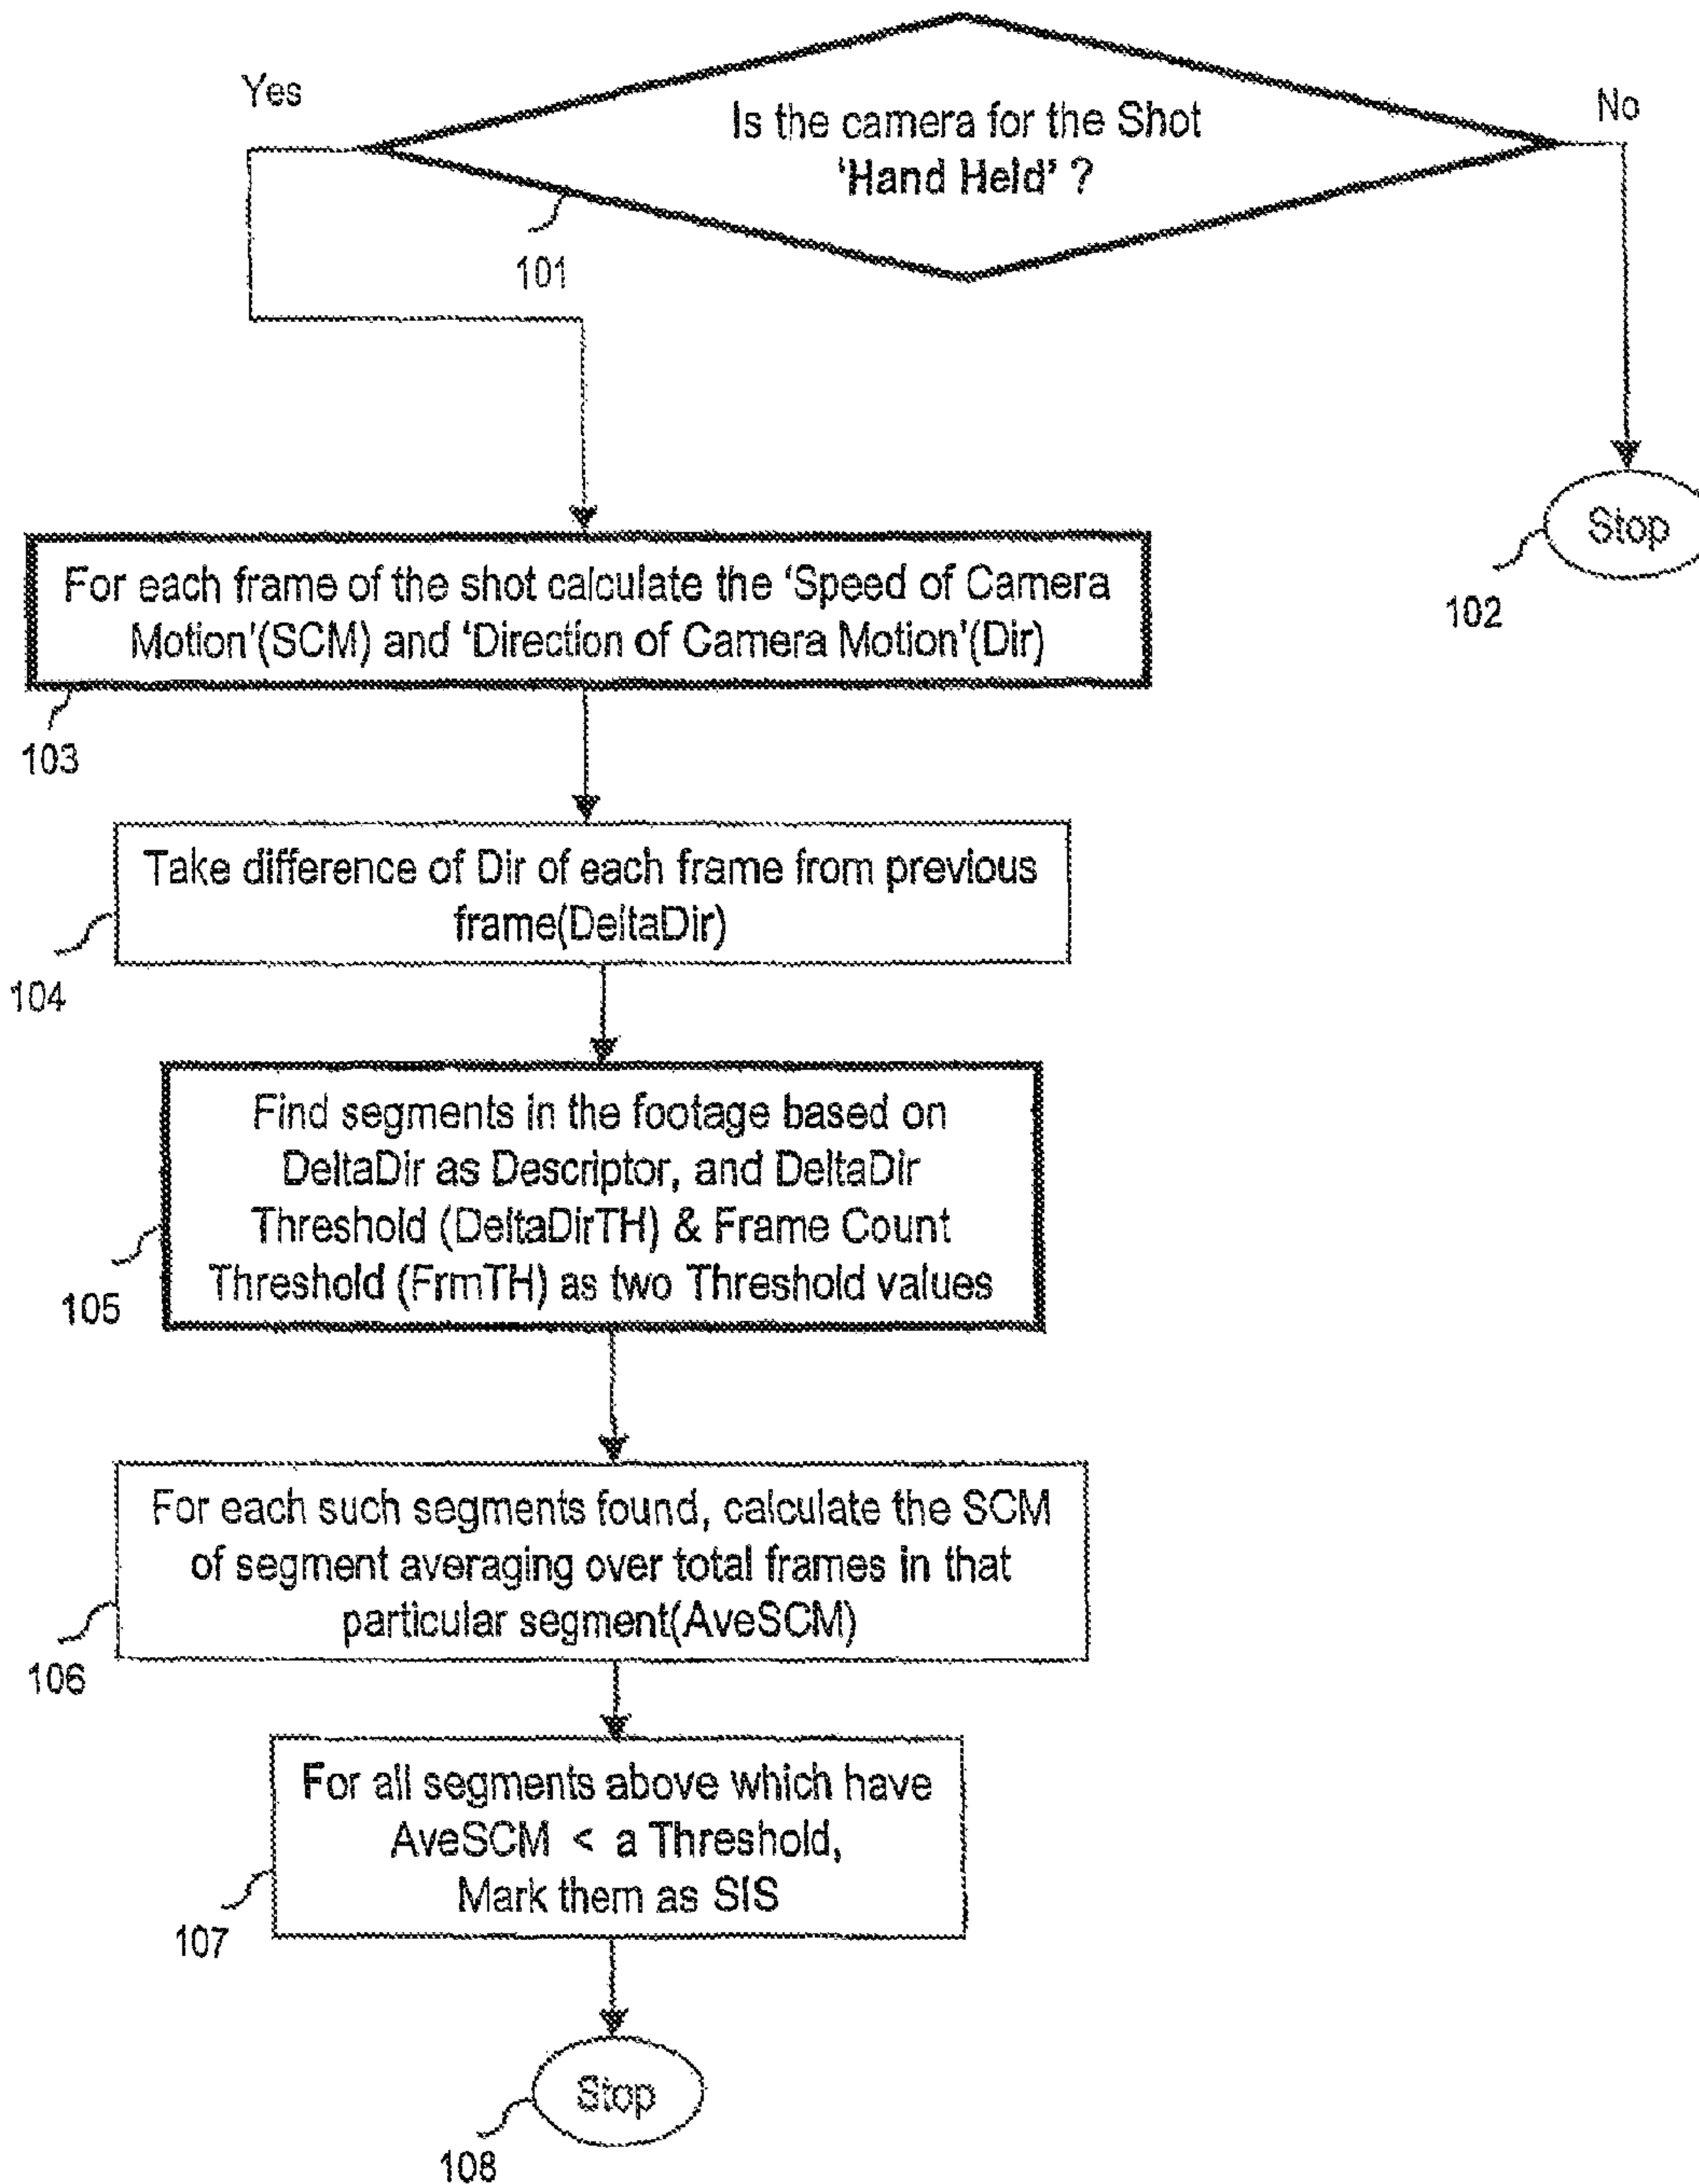 Yes
Is the camera for the Shot
'Hand Held' ?
No
101
Stop
102
For each frame of the shot calculate the 'Speed of Camera
Motion'(SCM) and 'Direction of Camera Motion'(Dir)
103
Take difference of Dir of each frame from previous
frame(DeltaDir)
104
Find segments in the footage based on
DeltaDir as Descriptor, and DeltaDir
Threshold (DeltaDirTH) & Frame Count
Threshold (FrmTH) as two Threshold values
105
For each such segments found, calculate the SCM
of segment averaging over total frames in that
particular segment(AveSCM)
106
For all segments above which have
AveSCM < a Threshold,
Mark them as SIS
107
Stop
108